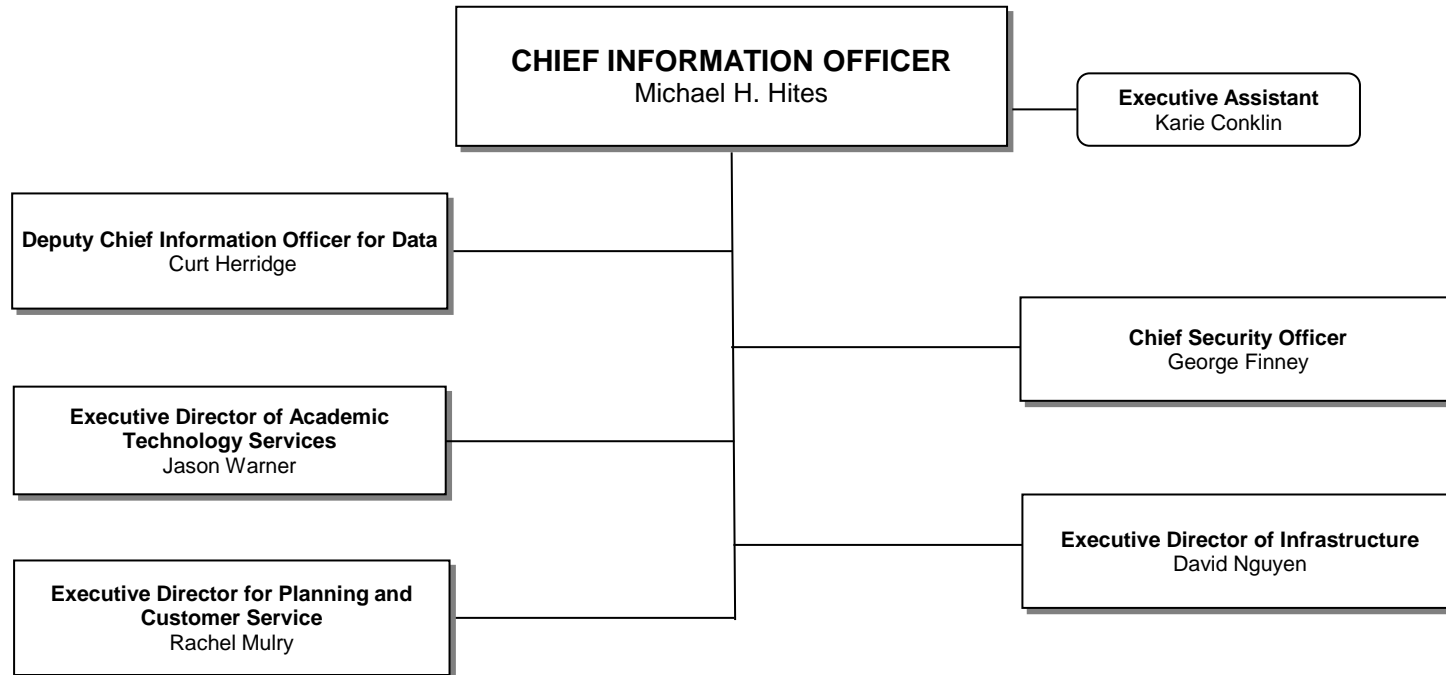 CHIEF INFORMATION OFFICER
Michael H. Hites
Executive Assistant
Karie Conklin
Deputy Chief Information Officer for Data
Curt Herridge
Chief Security Officer
George Finney
Executive Director of Academic
Technology Services
Jason Warner
Executive Director of Infrastructure
David Nguyen
Executive Director for Planning and
Customer Service
Rachel Mulry